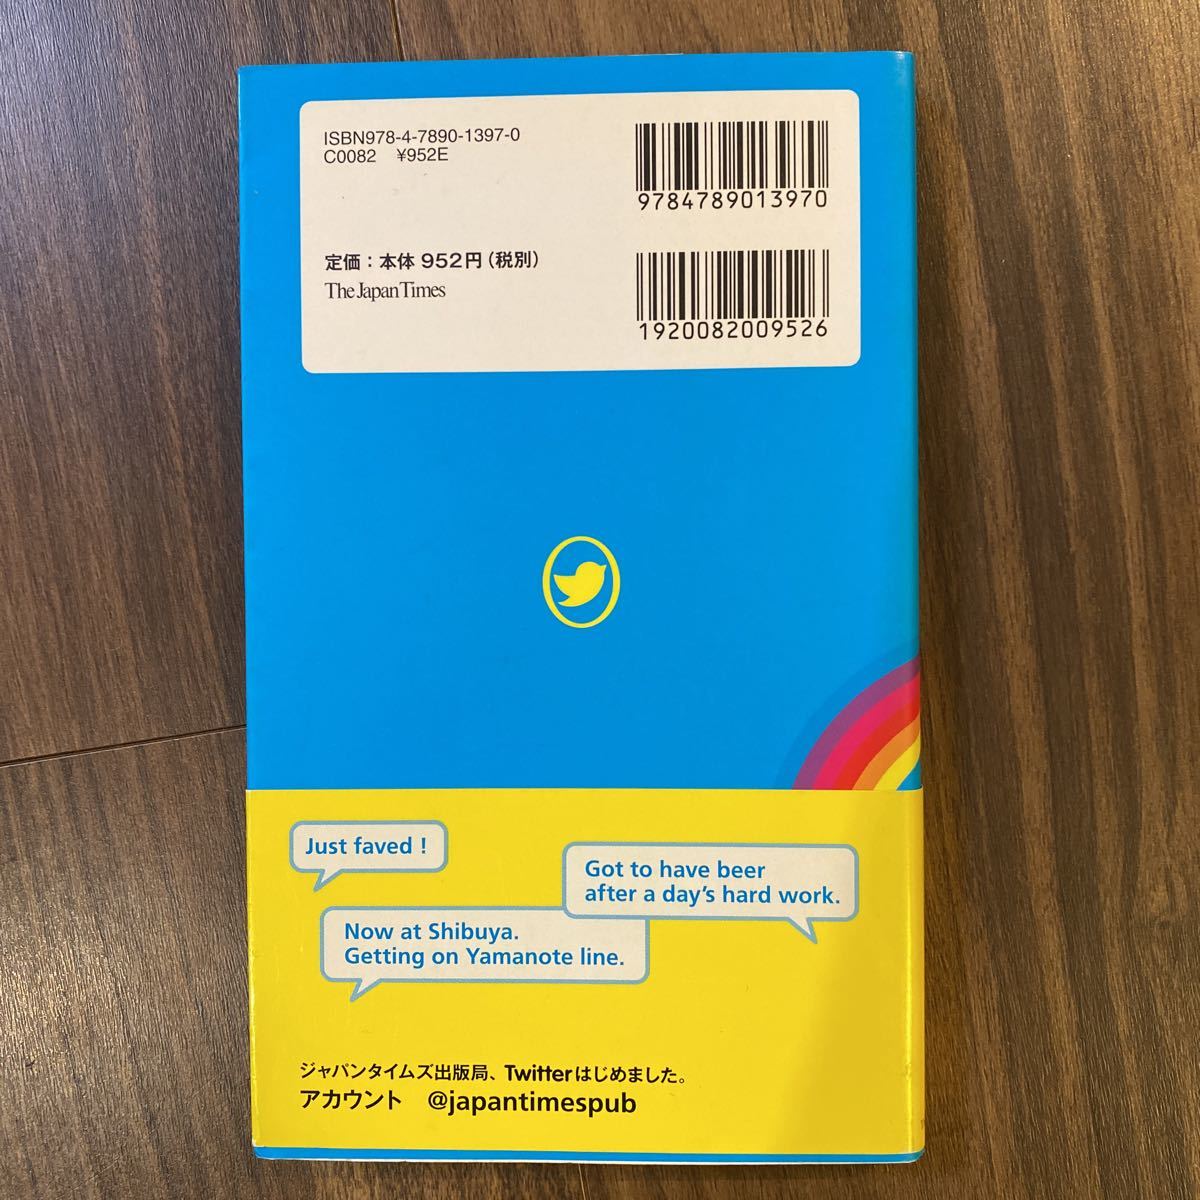 ISBN978-4-7890-1397-0
C0082 ¥952E
9784789013970
定価：本体952円（税別）
The Japan Times
1920082009526
Just faved !
Got to have beer
after a day's hard work.
Now at Shibuya.
Getting on Yamanote line.
ジャパンタイムズ出版局、Twitterはじめました。
アカウント @japantimespub